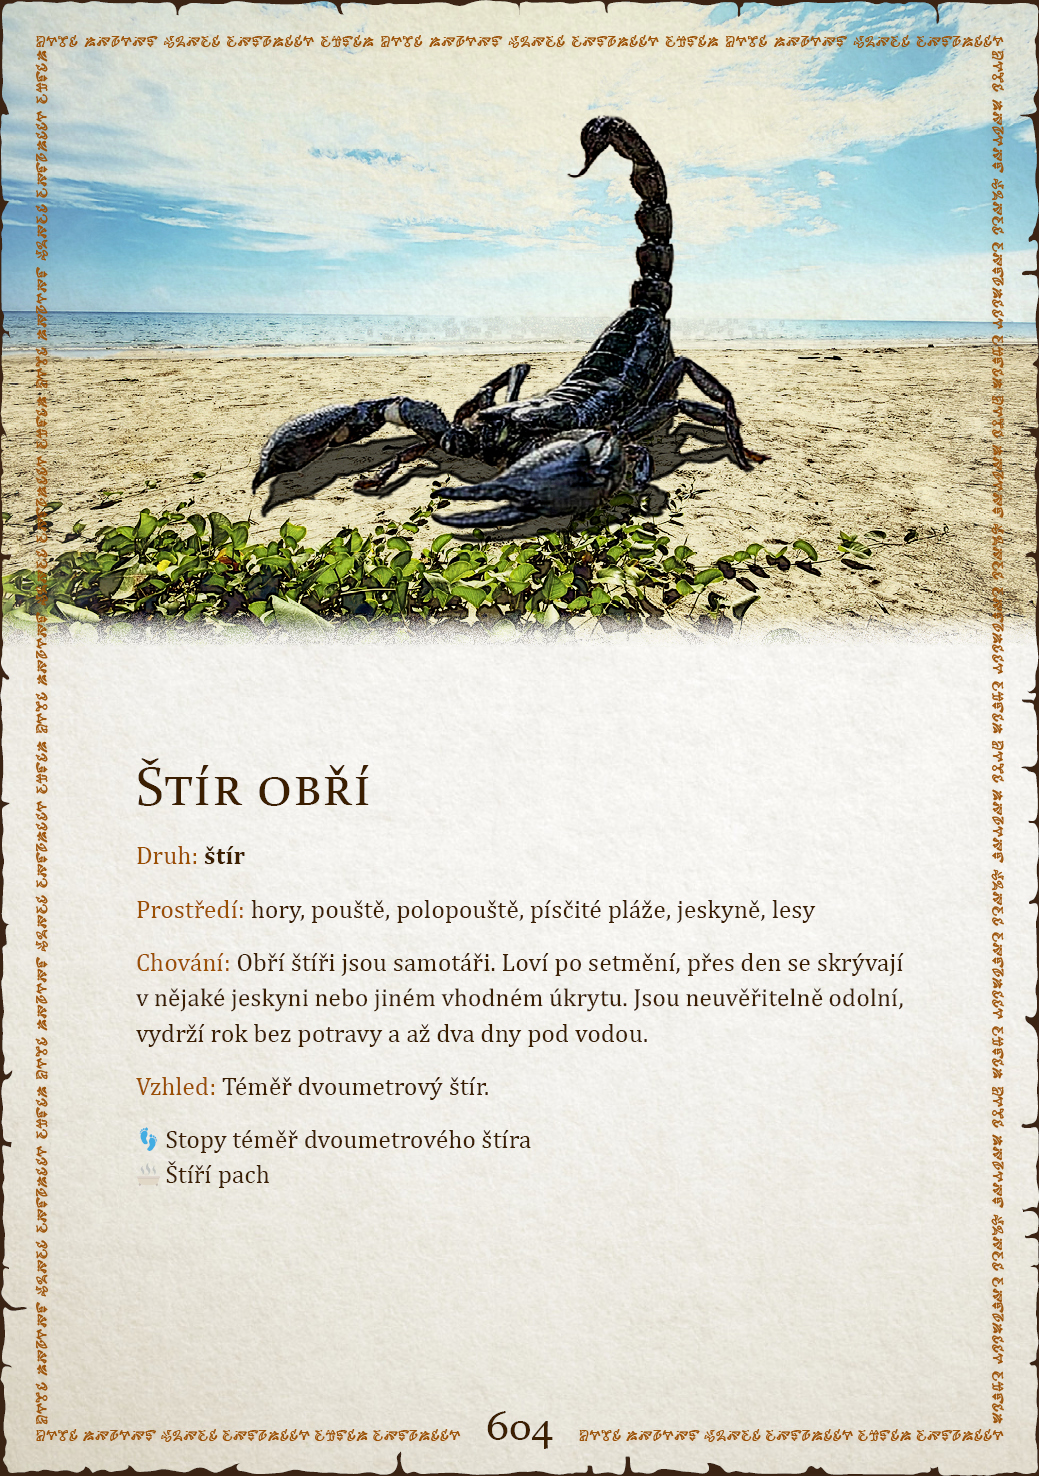 Štír obří
Druh: štír
Prostředí: hory, pouště, polopouště, písčité pláže, jeskyně, lesy
Chování: Obří štíři jsou samotáři. Loví po setmění, přes den se skrývají
v nějaké jeskyni nebo jiném vhodném úkrytu. Jsou neuvěřitelně odolní,
vydrží rok bez potravy a až dva dny pod vodou.
Vzhled: Téměř dvoumetrový štír.
Stopy téměř dvoumetrového štíra
Štíří pach
604